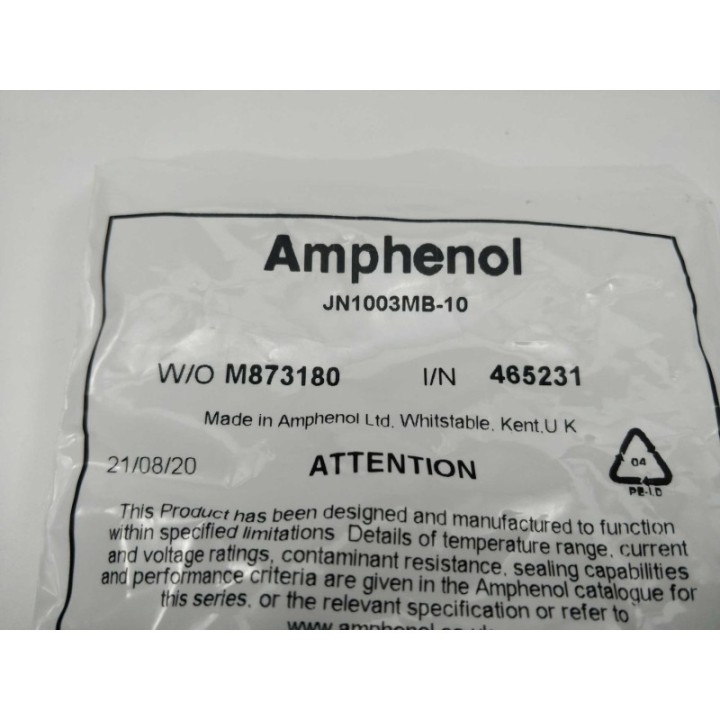 Amphenol
JN1003MB-10
W/O M873180 I/N 465231
Made in Amphenol Ltd. Whitstable. Kent.U K
21/08/20 ATTENTION
04
PE-LD
This Product has been designed and manufactured to function
within specified limitations Details of temperature range, current
and voltage ratings, contaminant resistance, sealing capabilities
and performance criteria are given in the Amphenol catalogue for
this series, or the relevant specification or refer to